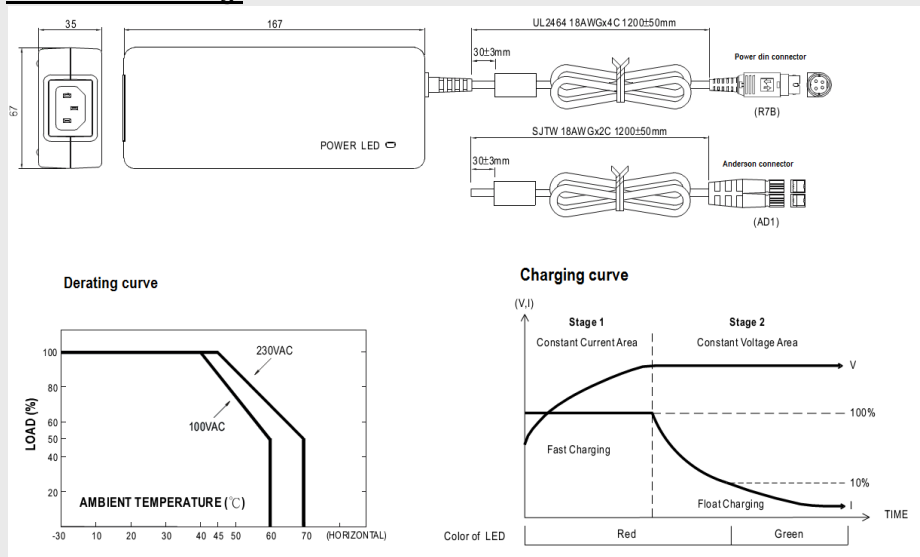 35
167
67
POWER LED
UL2464 18AWGx4C 1200±50mm
30±3mm
Power din connector
(R7B)
SJTW 18AWGx2C 1200±50mm
30±3mm
Anderson connector
(AD1)
Derating curve
LOAD (%)
100
80
60
50
40
20
230VAC
100VAC
AMBIENT TEMPERATURE (℃)
-30 10 20 30 40 45 50 60 70 (HORIZONTAL)
Charging curve
(V,I)
Stage 1 Stage 2
Constant Current Area Constant Voltage Area
V
100%
Fast Charging
10%
Float Charging
I
TIME
Color of LED Red Green